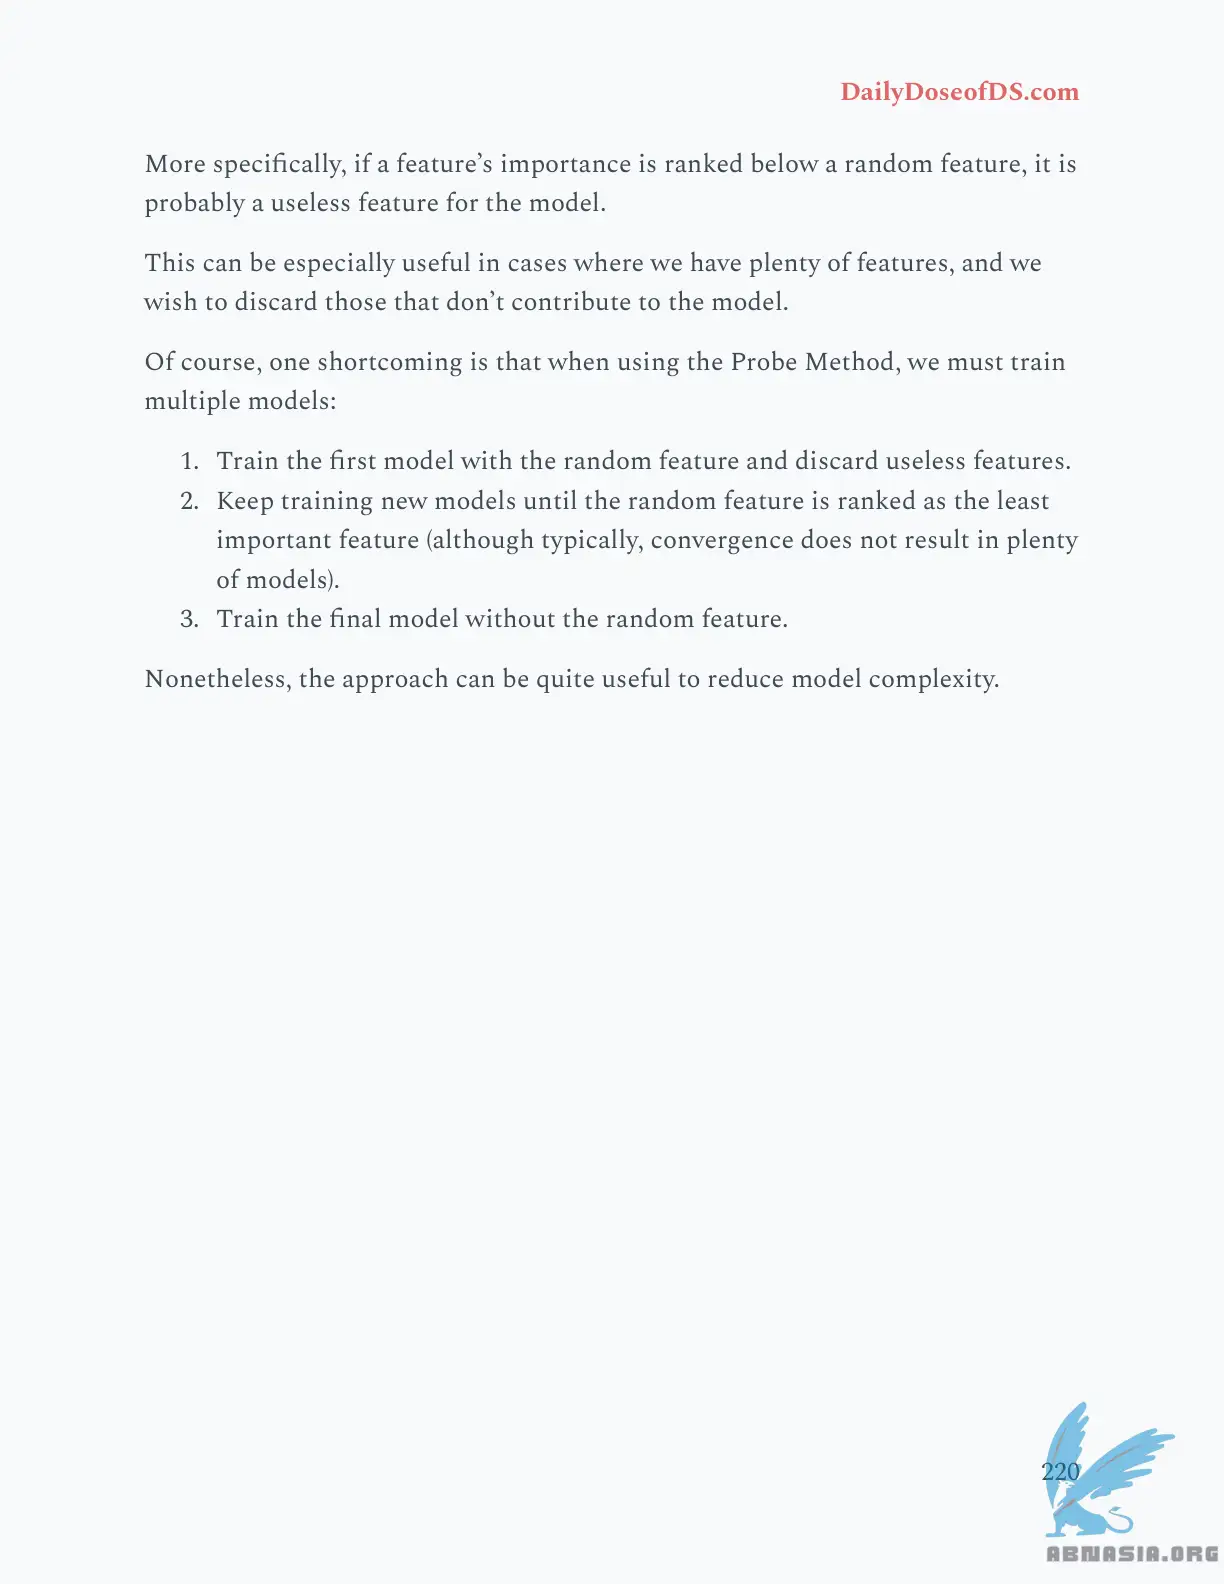 DailyDoseofDS.com
More specifically, if a feature’s importance is ranked below a random feature, it is
probably a useless feature for the model.
This can be especially useful in cases where we have plenty of features, and we
wish to discard those that don’t contribute to the model.
Of course, one shortcoming is that when using the Probe Method, we must train
multiple models:
1. Train the first model with the random feature and discard useless features.
2. Keep training new models until the random feature is ranked as the least
important feature (although typically, convergence does not result in plenty
of models).
3. Train the final model without the random feature.
Nonetheless, the approach can be quite useful to reduce model complexity.
220
ABNASIA.ORG